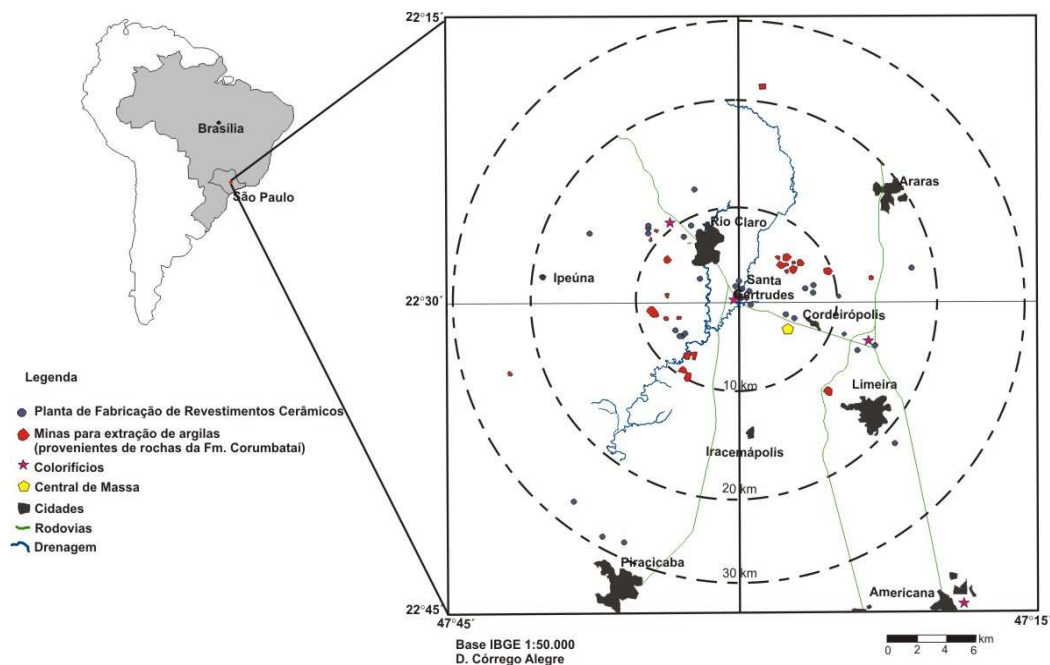 22°15'
Brasília
São Paulo
Araras
Rio Claro
Ipeúna
Santa
Gertrudes
22°30'
Cordeirópolis
Legenda
10 km
Limeira
Planta de Fabricação de Revestimentos Cerâmicos
Minas para extração de argilas
(provenientes de rochas da Fm. Corumbataí)
Iracemápolis
Colorifícios
Central de Massa
20 km
Cidades
Rodovias
Drenagem
Piraçicaba
30 km
Americana
22°45'
47°45'
47°15'
Base IBGE 1:50.000
D. Córrego Alegre
km
0 2 4 6